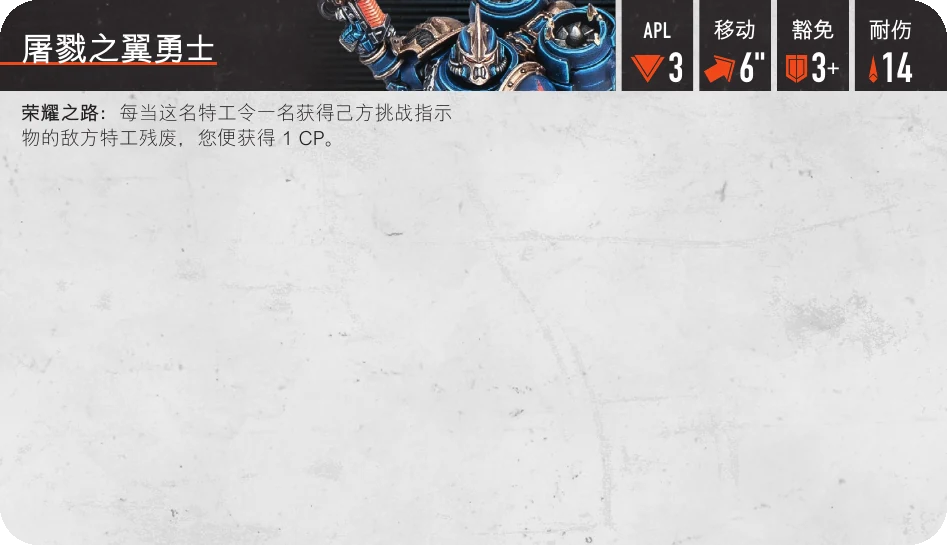 屠戮之翼勇士
APL
3
移动
6"
豁免
3+
耐伤
14
荣耀之路：每当这名特工令一名获得己方挑战指示
物的敌方特工残废，您便获得 1 CP。